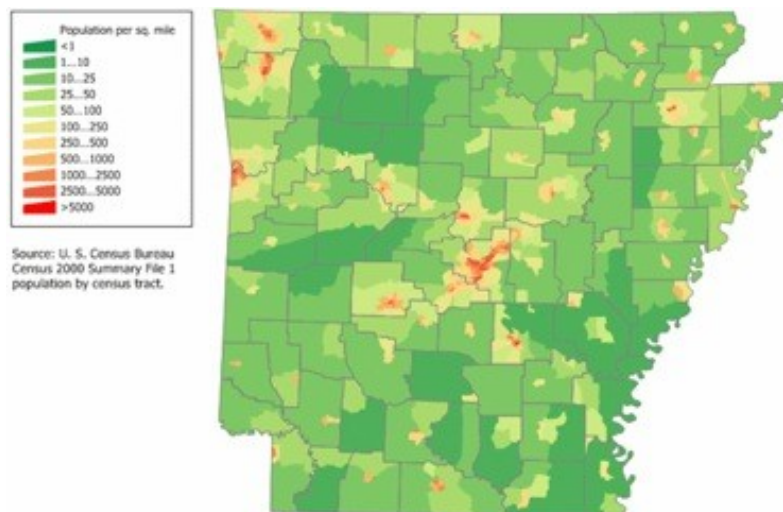 Population per sq. mile
<1
1...10
10...25
25...50
50...100
100...250
250...500
500...1000
1000...2500
2500...5000
>5000
Source: U. S. Census Bureau
Census 2000 Summary File 1
population by census tract.